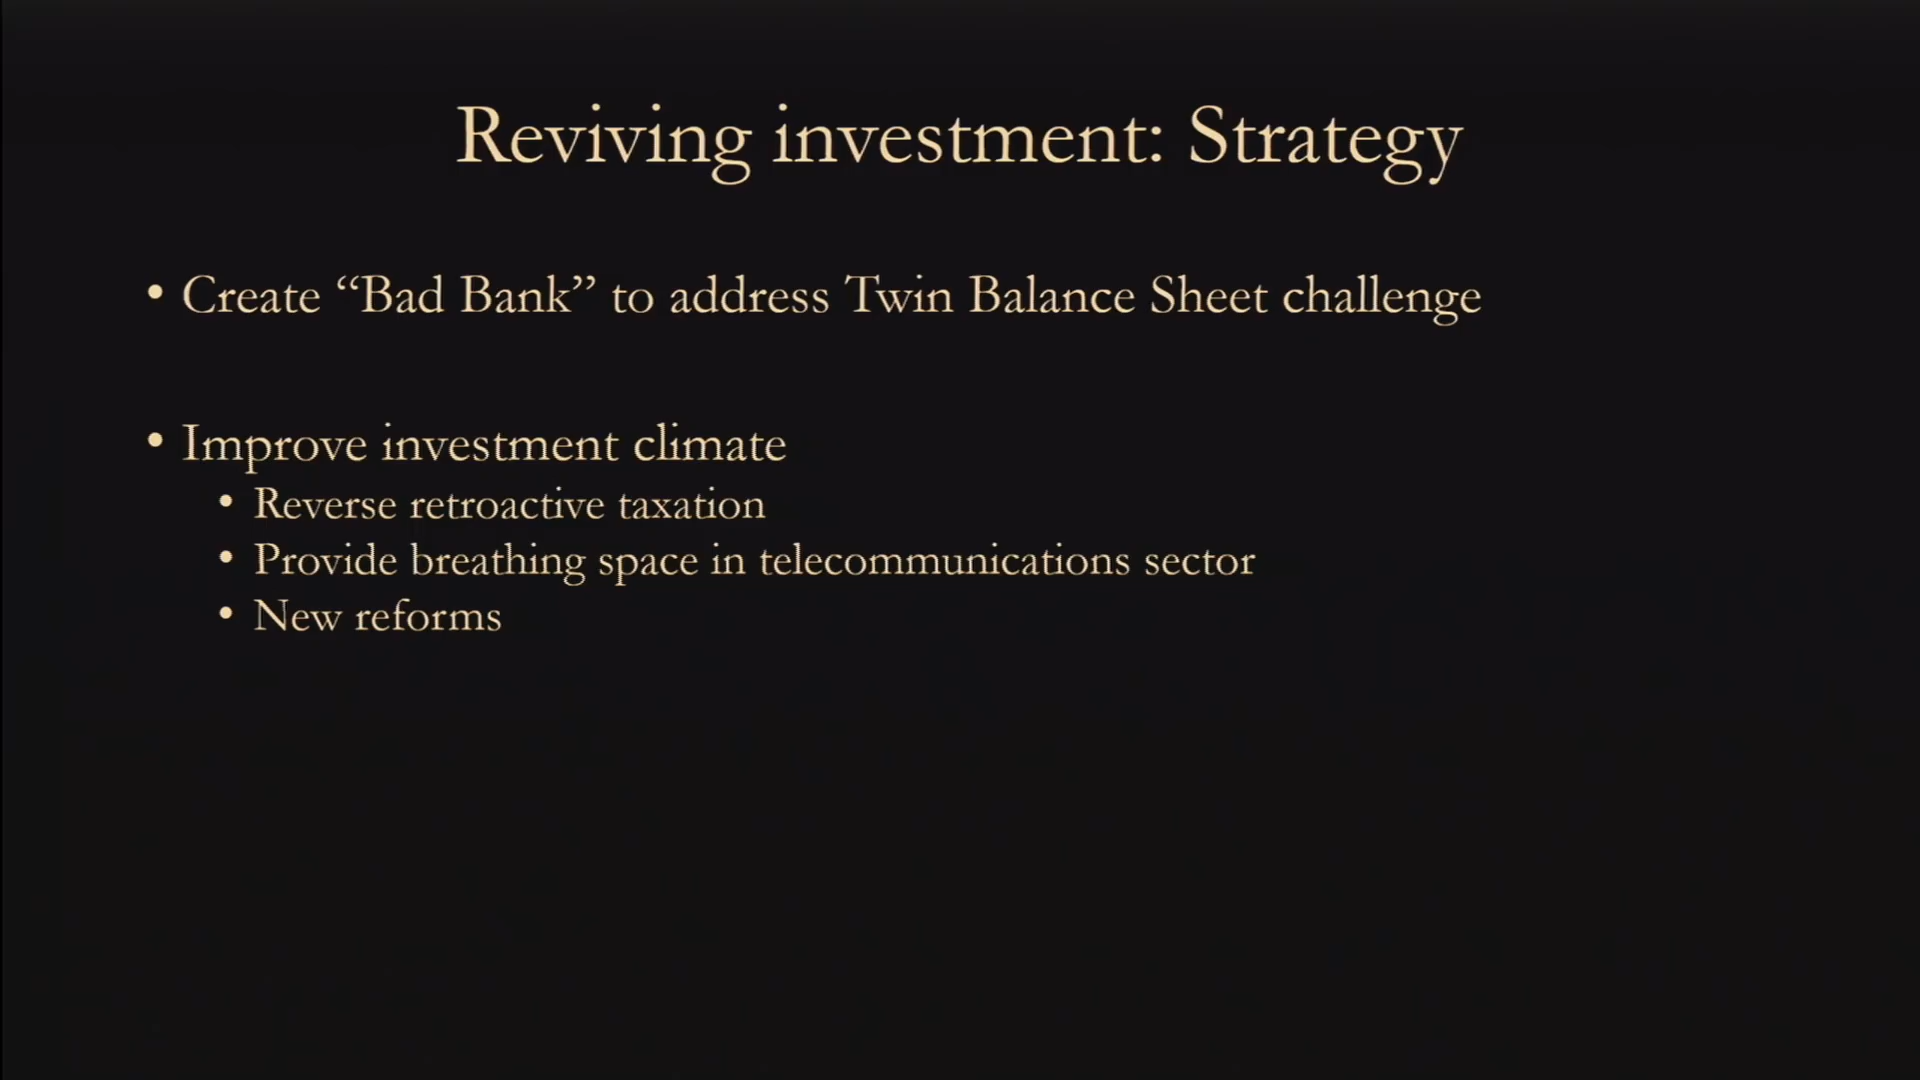 Reviving investment: Strategy
• Create “Bad Bank” to address Twin Balance Sheet challenge
• Improve investment climate
• Reverse retroactive taxation
• Provide breathing space in telecommunications sector
• New reforms